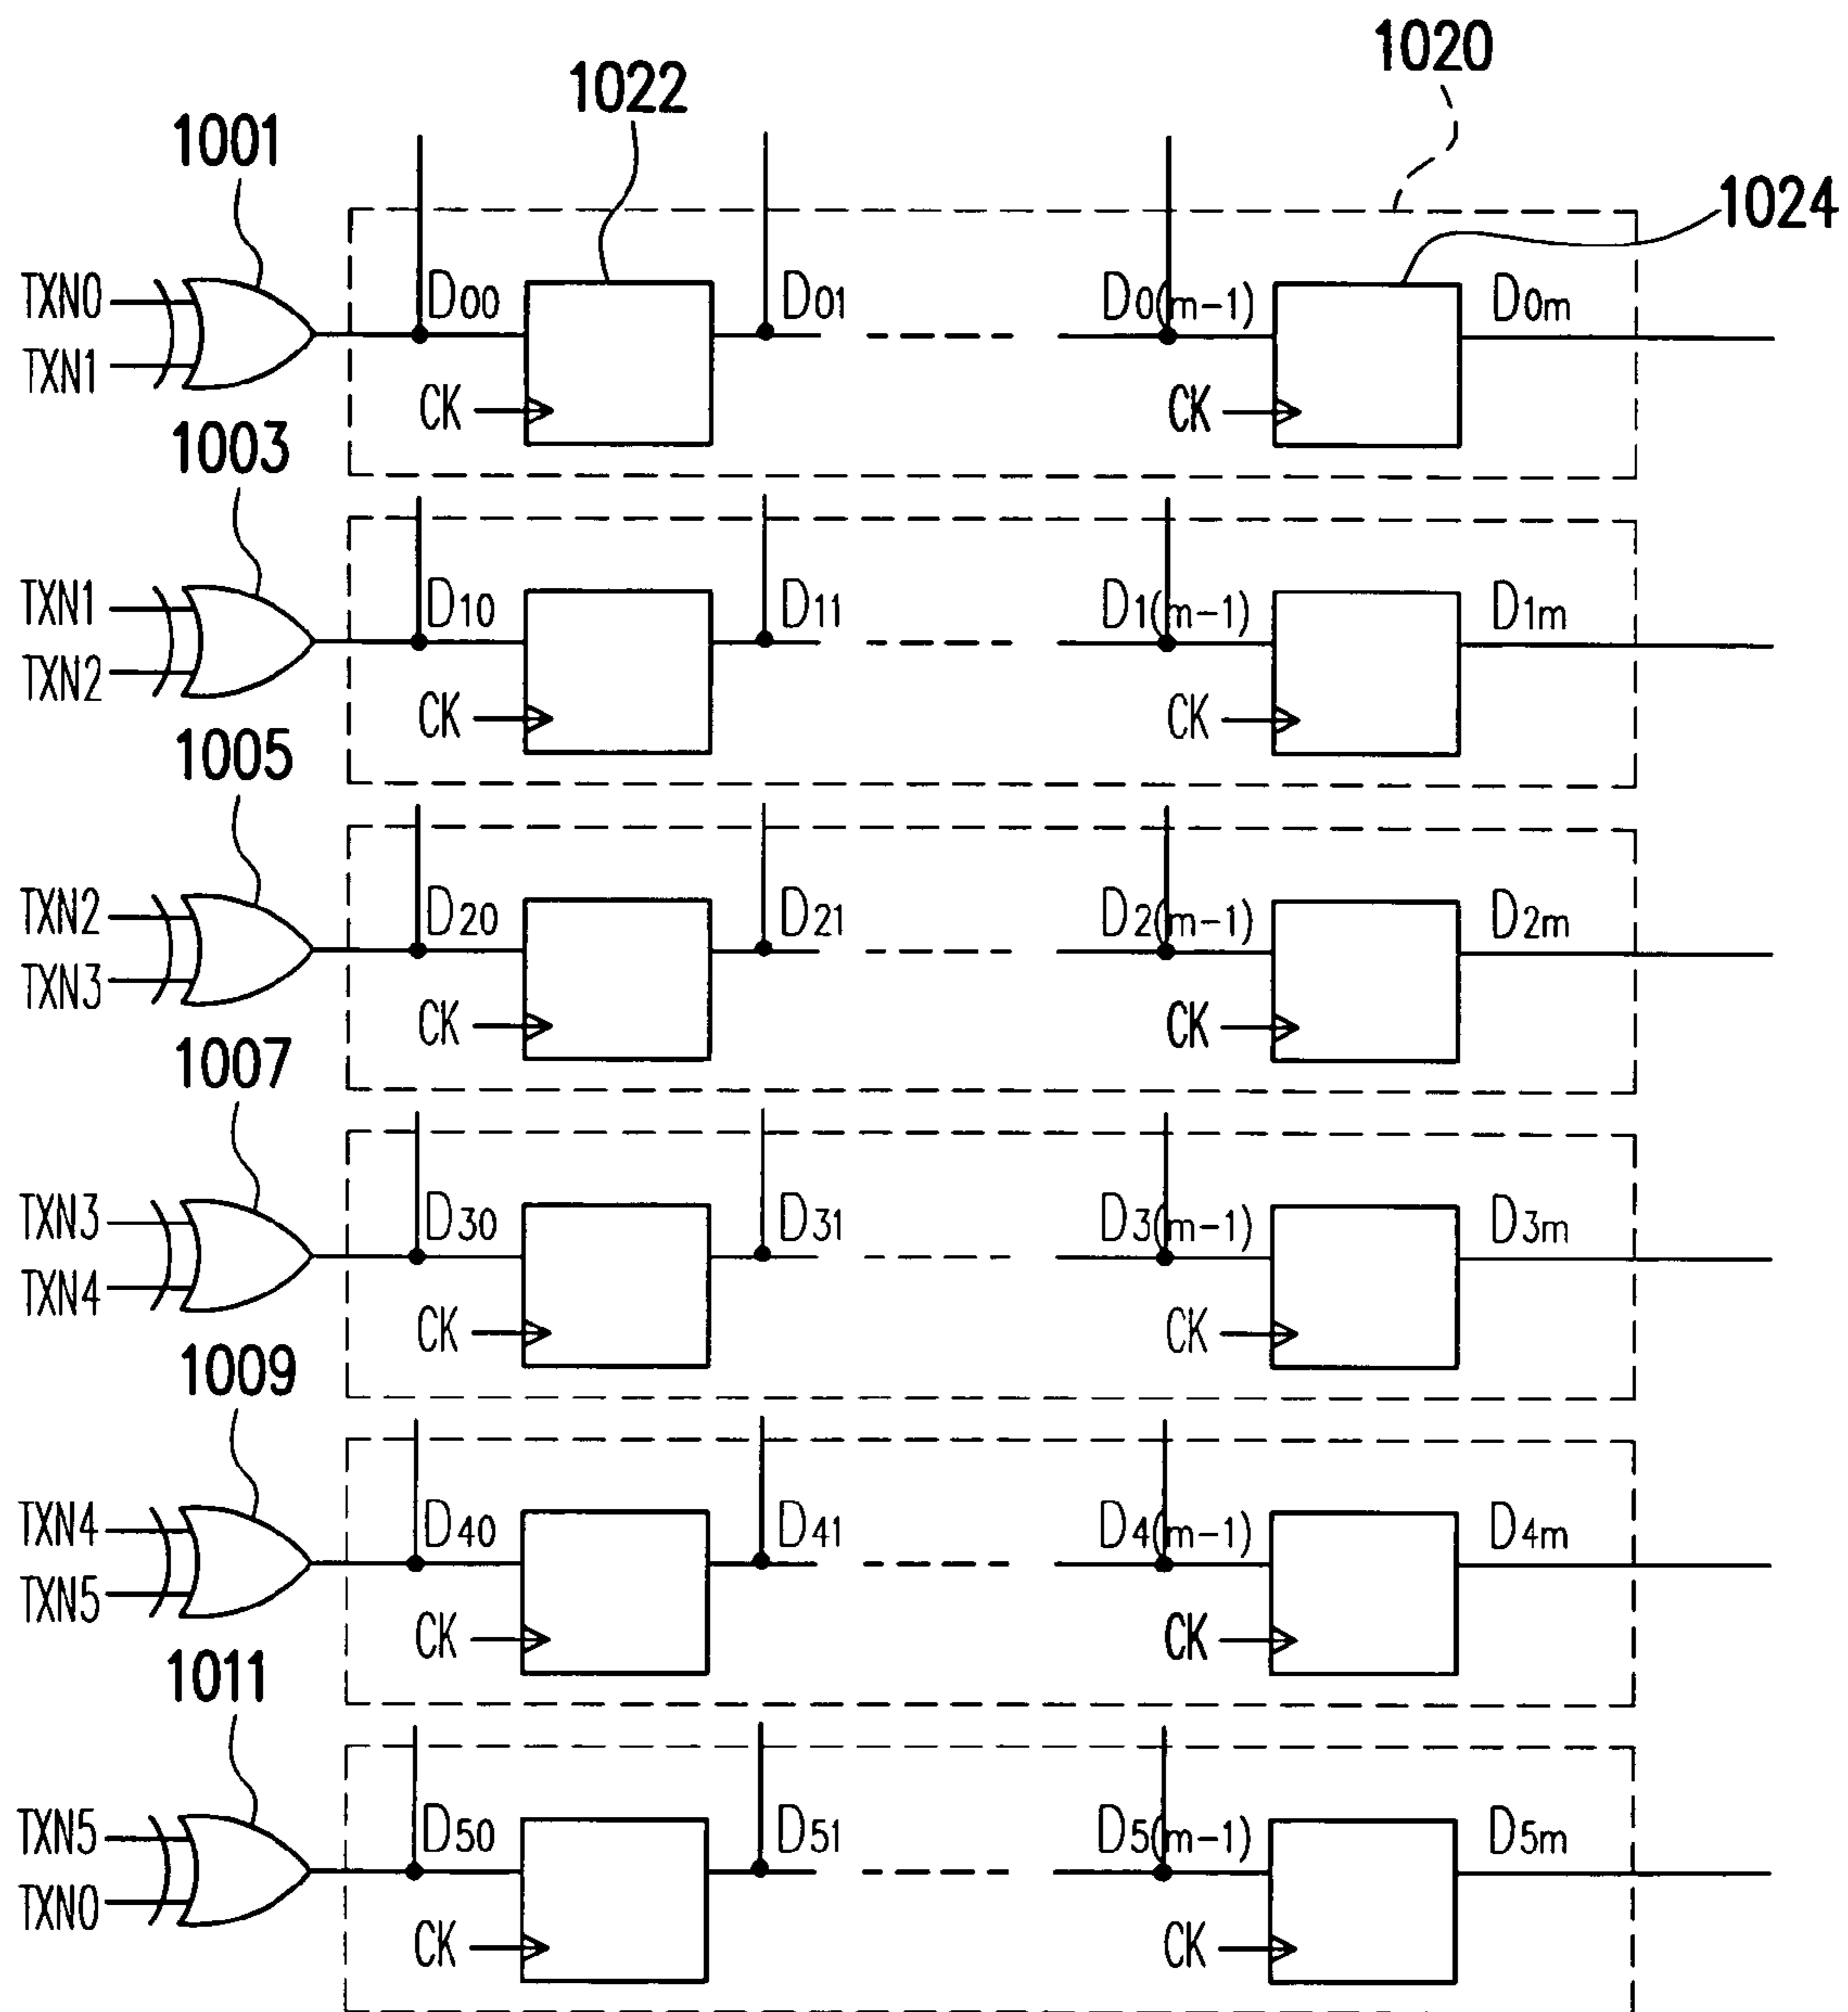 1020
1022
1001
1024
TXN0 D00 D01 D0(m-1) D0m
TXN1 CK CK
1003
TXN1 D10 D11 D1(m-1) D1m
TXN2 CK CK
1005
TXN2 D20 D21 D2(m-1) D2m
TXN3 CK CK
1007
TXN3 D30 D31 D3(m-1) D3m
TXN4 CK CK
1009
TXN4 D40 D41 D4(m-1) D4m
TXN5 CK CK
1011
TXN5 D50 D51 D5(m-1) D5m
TXN0 CK CK